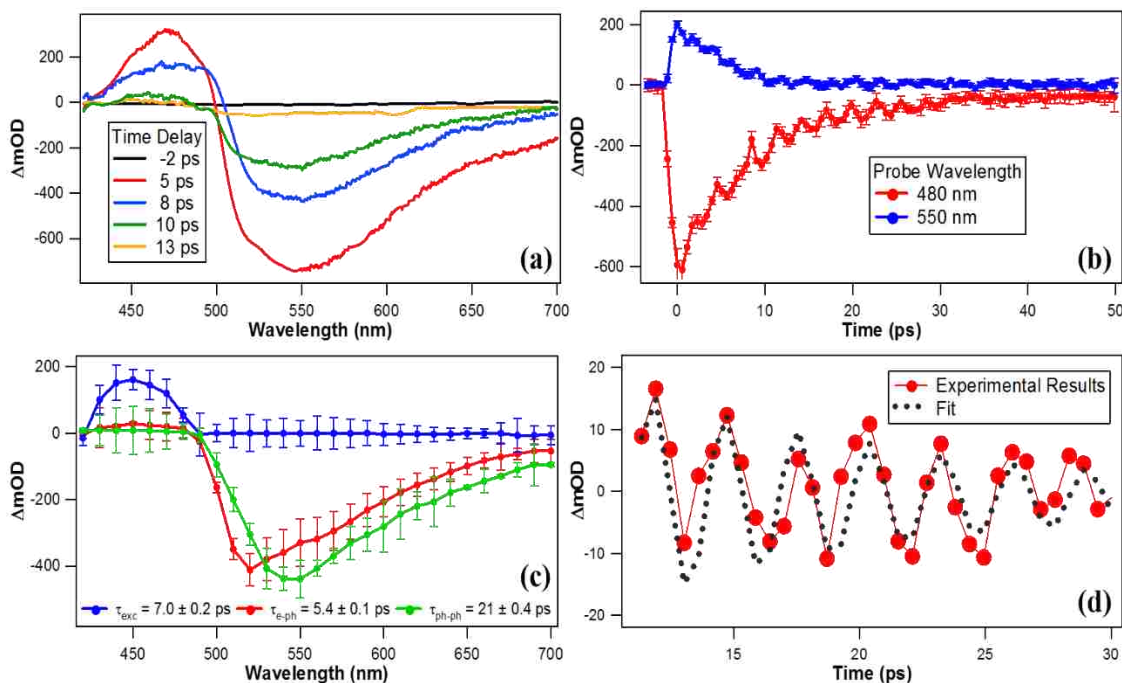 200
0
-200
-400
-600
ΔmOD
Time Delay
-2 ps
5 ps
8 ps
10 ps
13 ps
(a)
450 500 550 600 650 700
Wavelength (nm)
200
0
-200
-400
-600
ΔmOD
Probe Wavelength
480 nm
550 nm
(b)
0 10 20 30 40 50
Time (ps)
200
0
-200
-400
ΔmOD
(c)
τexc = 7.0 ± 0.2 ps τe-ph = 5.4 ± 0.1 ps τph-ph = 21 ± 0.4 ps
450 500 550 600 650 700
Wavelength (nm)
20
10
0
-10
-20
ΔmOD
Experimental Results
Fit
(d)
15 20 25 30
Time (ps)